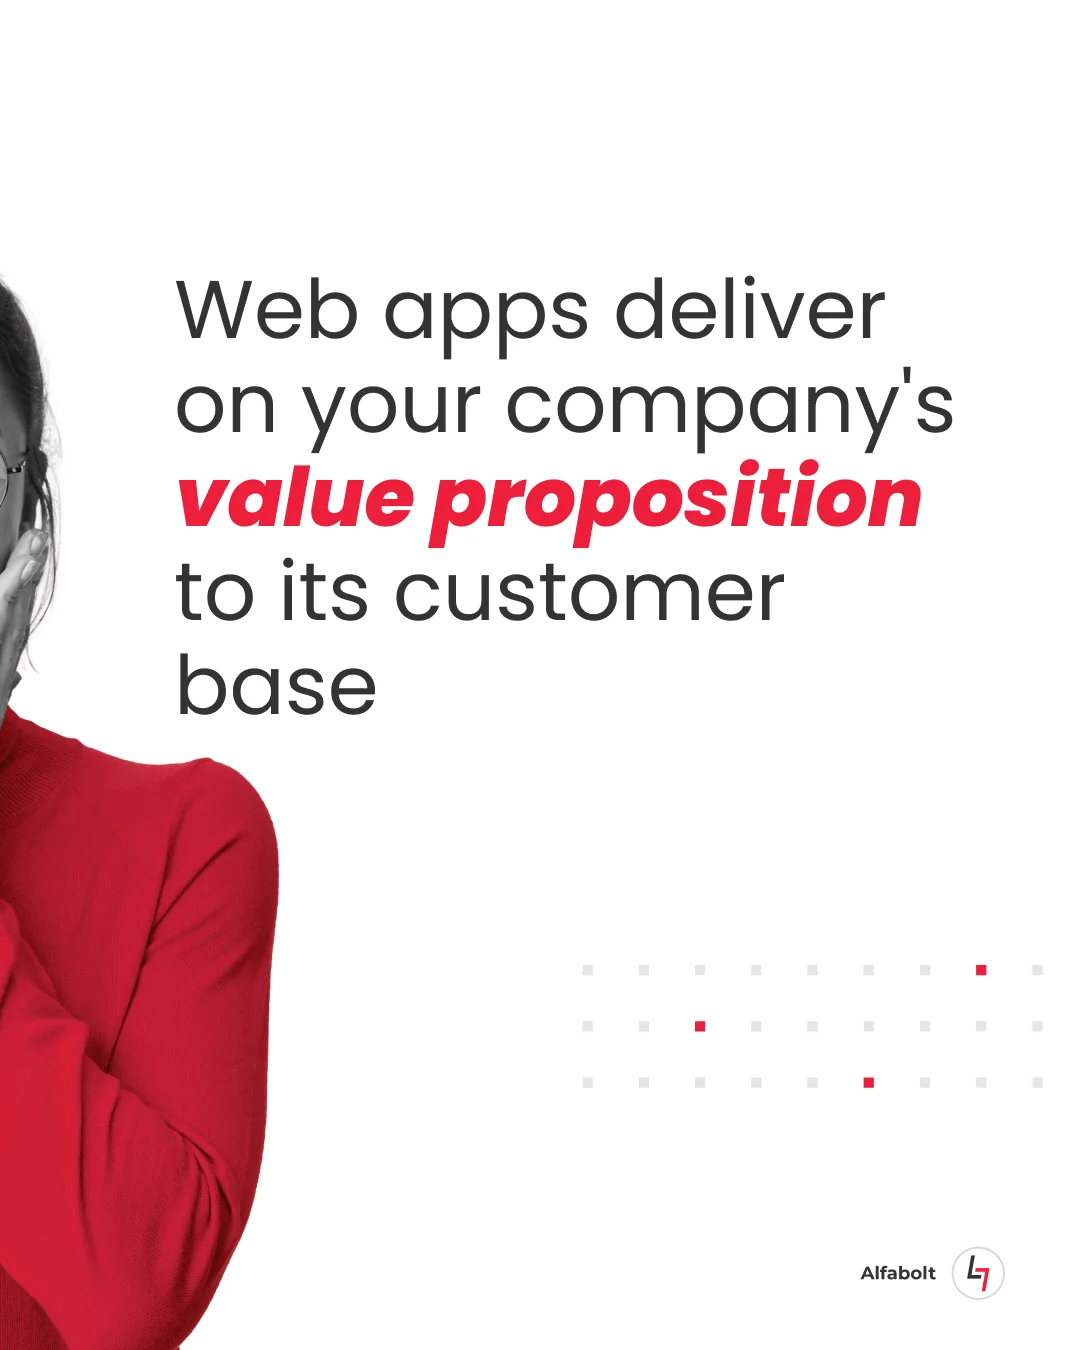 Web apps deliver
on your company's
value proposition
to its customer
base
Alfabolt